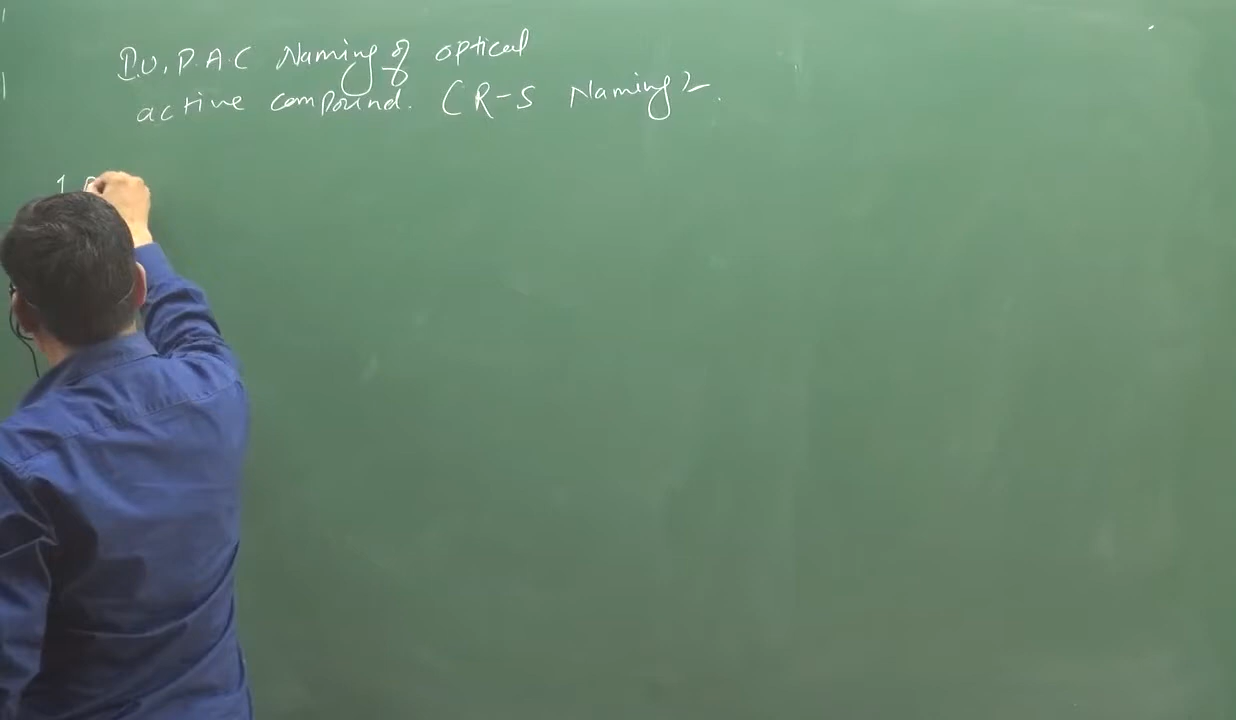 I.U.P.A.C Naming of optical
active compound. (R-S Naming).
1